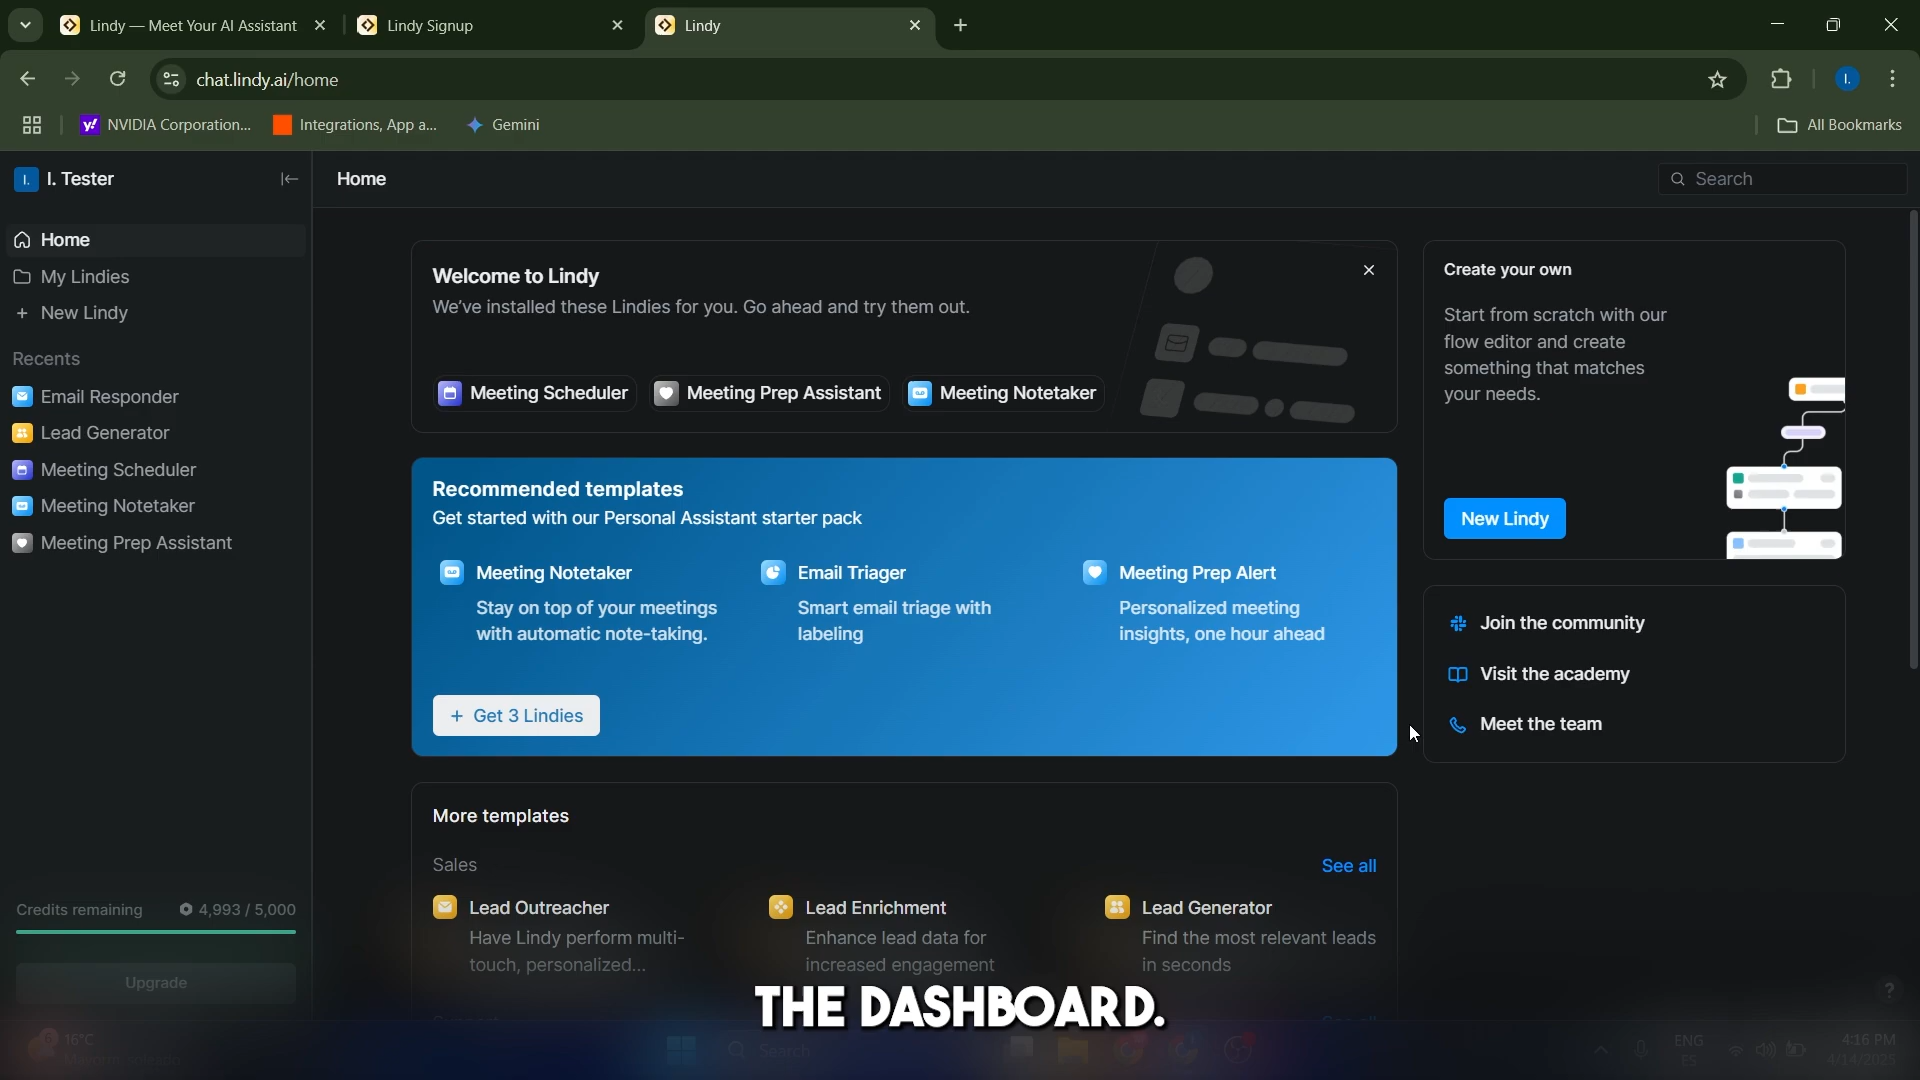 Lindy — Meet Your AI Assistant
Lindy Signup
Lindy
chat.lindy.ai/home
I.
y!
NVIDIA Corporation...
Integrations, App a...
Gemini
All Bookmarks
I.
I. Tester
Home
Search
Home
My Lindies
+ New Lindy
Recents
Email Responder
Lead Generator
Meeting Scheduler
Meeting Notetaker
Meeting Prep Assistant
Credits remaining
4,993 / 5,000
Upgrade
Welcome to Lindy
We've installed these Lindies for you. Go ahead and try them out.
Meeting Scheduler
Meeting Prep Assistant
Meeting Notetaker
Recommended templates
Get started with our Personal Assistant starter pack
Meeting Notetaker
Stay on top of your meetings
with automatic note-taking.
Email Triager
Smart email triage with
labeling
Meeting Prep Alert
Personalized meeting
insights, one hour ahead
+ Get 3 Lindies
More templates
Sales
See all
Lead Outreacher
Have Lindy perform multi-
touch, personalized...
Lead Enrichment
Enhance lead data for
increased engagement
Lead Generator
Find the most relevant leads
in seconds
Create your own
Start from scratch with our
flow editor and create
something that matches
your needs.
New Lindy
Join the community
Visit the academy
Meet the team
?
THE DASHBOARD.
16°C
Search
ENG
ES
4:16 PM